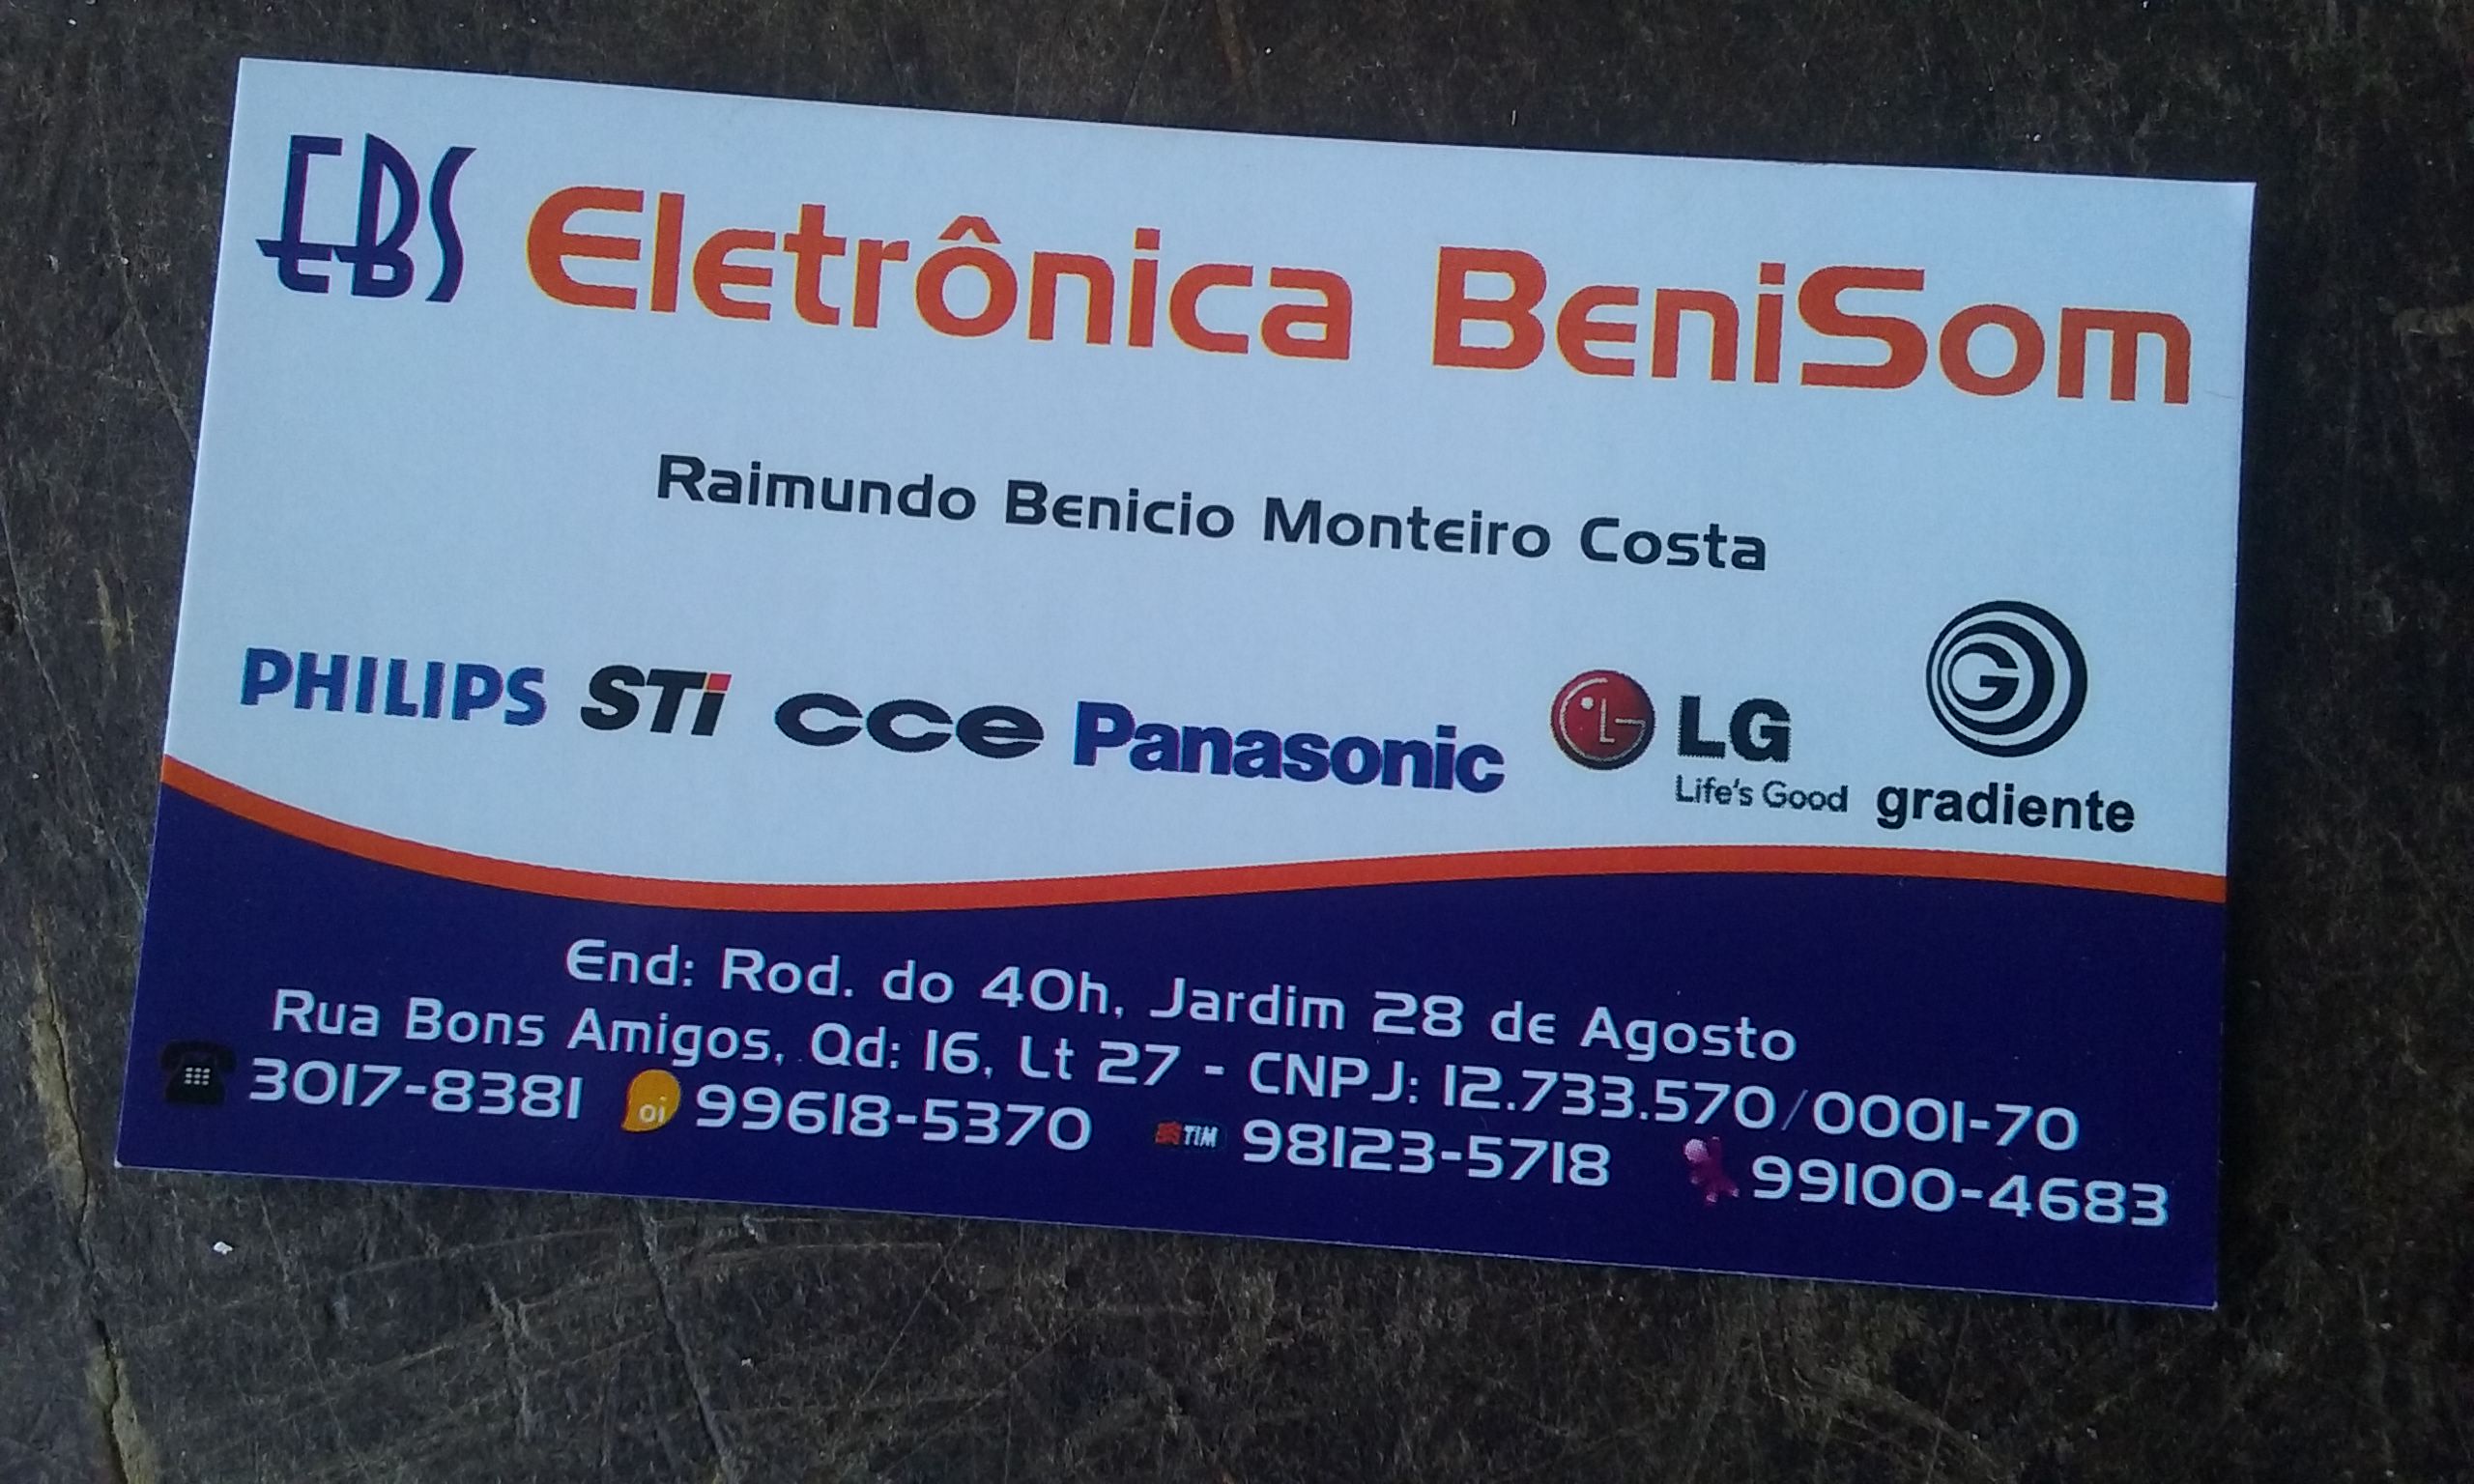 EBS Eletrônica BeniSom
Raimundo Benicio Monteiro Costa
PHILIPS STi CCE Panasonic LG G
Life's Good gradiente
End: Rod. do 40h, Jardim 28 de Agosto
Rua Bons Amigos, Qd: 16, Lt 27 - CNPJ: 12.733.570/0001-70
3017-8381 oi 99618-5370 TIM 98123-5718 99100-4683